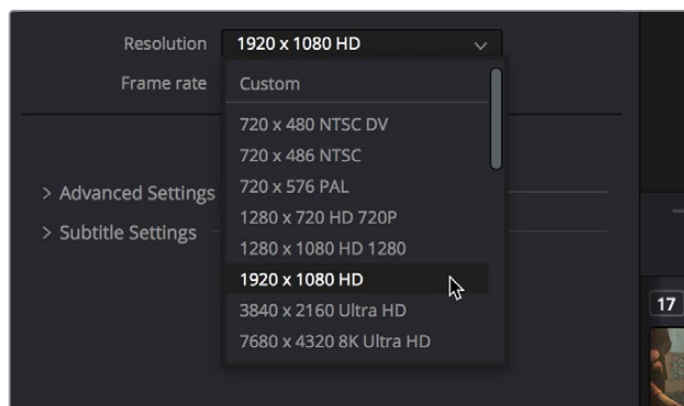 Resolution 1920 x 1080 HD
Frame rate Custom
720 x 480 NTSC DV
720 x 486 NTSC
720 x 576 PAL
> Advanced Settings
1280 x 720 HD 720P
> Subtitle Settings
1280 x 1080 HD 1280
1920 x 1080 HD
3840 x 2160 Ultra HD
7680 x 4320 8K Ultra HD
17